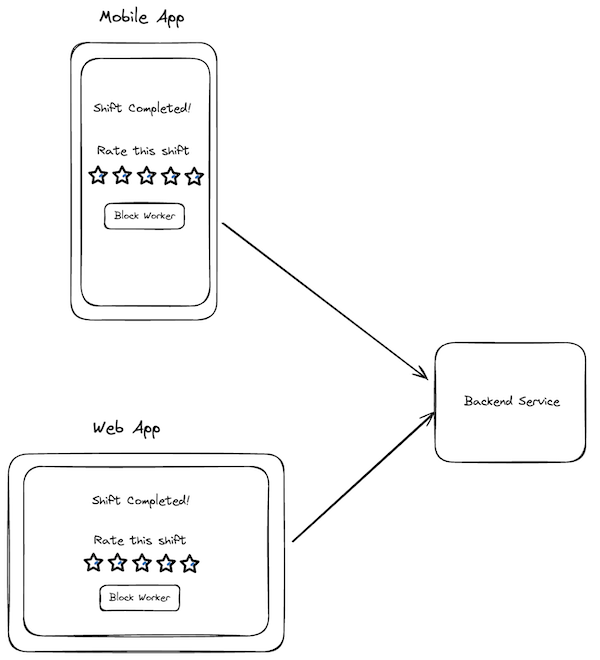 Mobile App
Shift Completed!
Rate this shift
Block Worker
Backend Service
Web App
Shift Completed!
Rate this shift
Block Worker